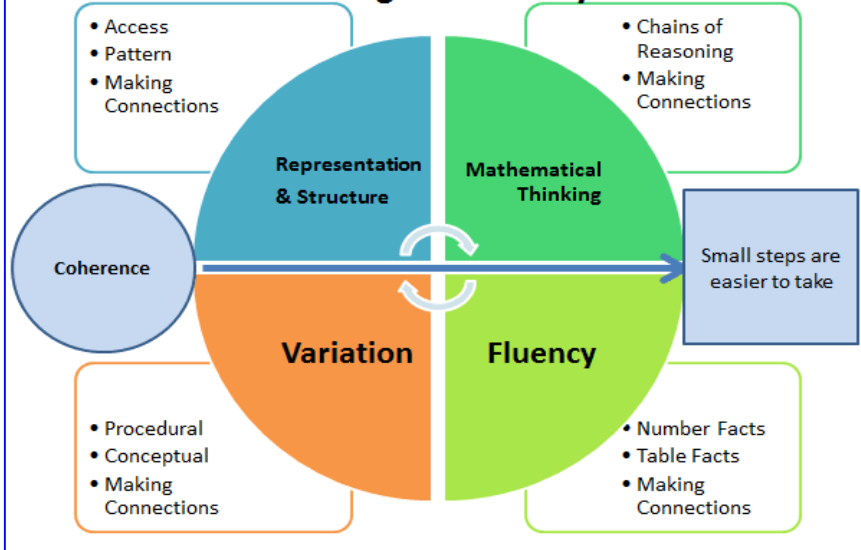 • Access
• Pattern
• Making
Connections
• Chains of
Reasoning
• Making
Connections
Representation
& Structure
Mathematical
Thinking
Coherence
Small steps are
easier to take
Variation
Fluency
• Procedural
• Conceptual
• Making
Connections
• Number Facts
• Table Facts
• Making
Connections